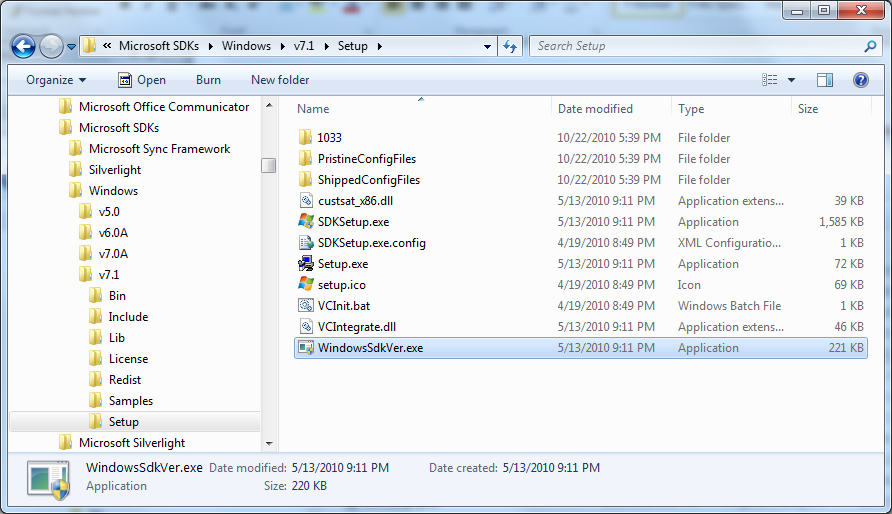 « Microsoft SDKs Windows v7.1 Setup Search Setup
Organize Open Burn New folder
Microsoft Office Communicator
Microsoft SDKs
Microsoft Sync Framework
Silverlight
Windows
v5.0
v6.0A
v7.0A
v7.1
Bin
Include
Lib
License
Redist
Samples
Setup
Microsoft Silverlight
Name Date modified Type Size
1033 10/22/2010 5:39 PM File folder
PristineConfigFiles 10/22/2010 5:39 PM File folder
ShippedConfigFiles 10/22/2010 5:39 PM File folder
custsat_x86.dll 5/13/2010 9:11 PM Application extens... 39 KB
SDKSetup.exe 5/13/2010 9:11 PM Application 1,585 KB
SDKSetup.exe.config 4/19/2010 8:49 PM XML Configuratio... 1 KB
Setup.exe 5/13/2010 9:11 PM Application 72 KB
setup.ico 4/19/2010 8:49 PM Icon 69 KB
VCInit.bat 4/19/2010 8:49 PM Windows Batch File 1 KB
VCIntegrate.dll 5/13/2010 9:11 PM Application extens... 46 KB
WindowsSdkVer.exe 5/13/2010 9:11 PM Application 221 KB
WindowsSdkVer.exe Date modified: 5/13/2010 9:11 PM Date created: 5/13/2010 9:11 PM
Application Size: 220 KB